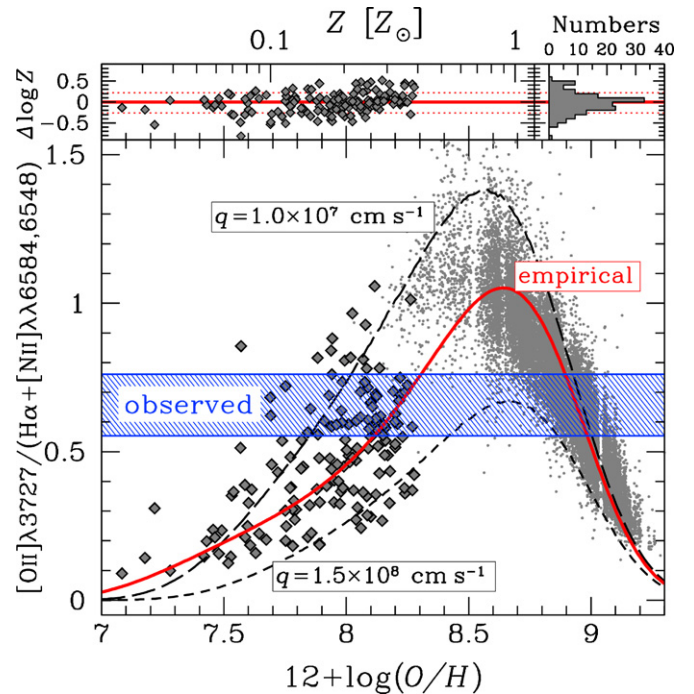 Z [Z⊙]
0.1 1
Numbers
0 10 20 30 40
ΔlogZ
0.5
0
−0.5
1.5
1
0.5
0
[OII]λ3727/(Hα+[NII]λλ6584,6548)
q=1.0×10⁷ cm s⁻¹
empirical
observed
q=1.5×10⁸ cm s⁻¹
7 7.5 8 8.5 9
12+log(O/H)